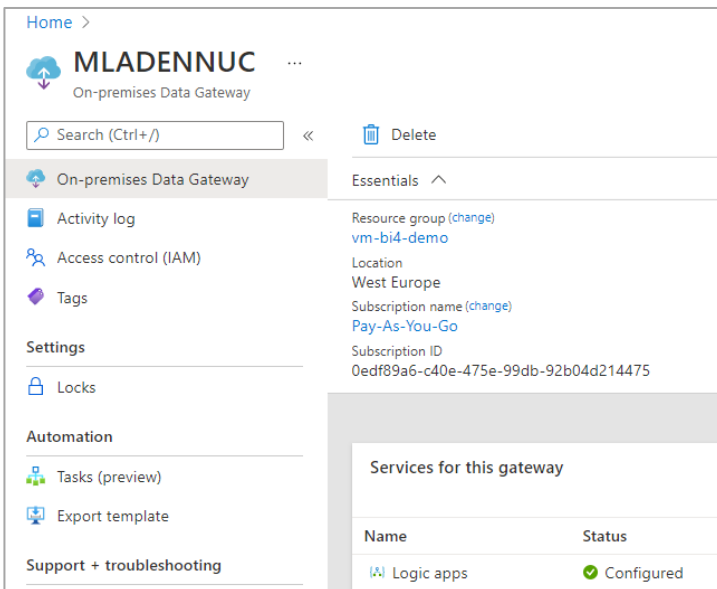 Home >
MLADENNUC ...
On-premises Data Gateway
Search (Ctrl+/)
«
On-premises Data Gateway
Activity log
Access control (IAM)
Tags
Settings
Locks
Automation
Tasks (preview)
Export template
Support + troubleshooting
Delete
Essentials
Resource group (change)
vm-bi4-demo
Location
West Europe
Subscription name (change)
Pay-As-You-Go
Subscription ID
0edf89a6-c40e-475e-99db-92b04d214475
Services for this gateway
Name Status
Logic apps Configured